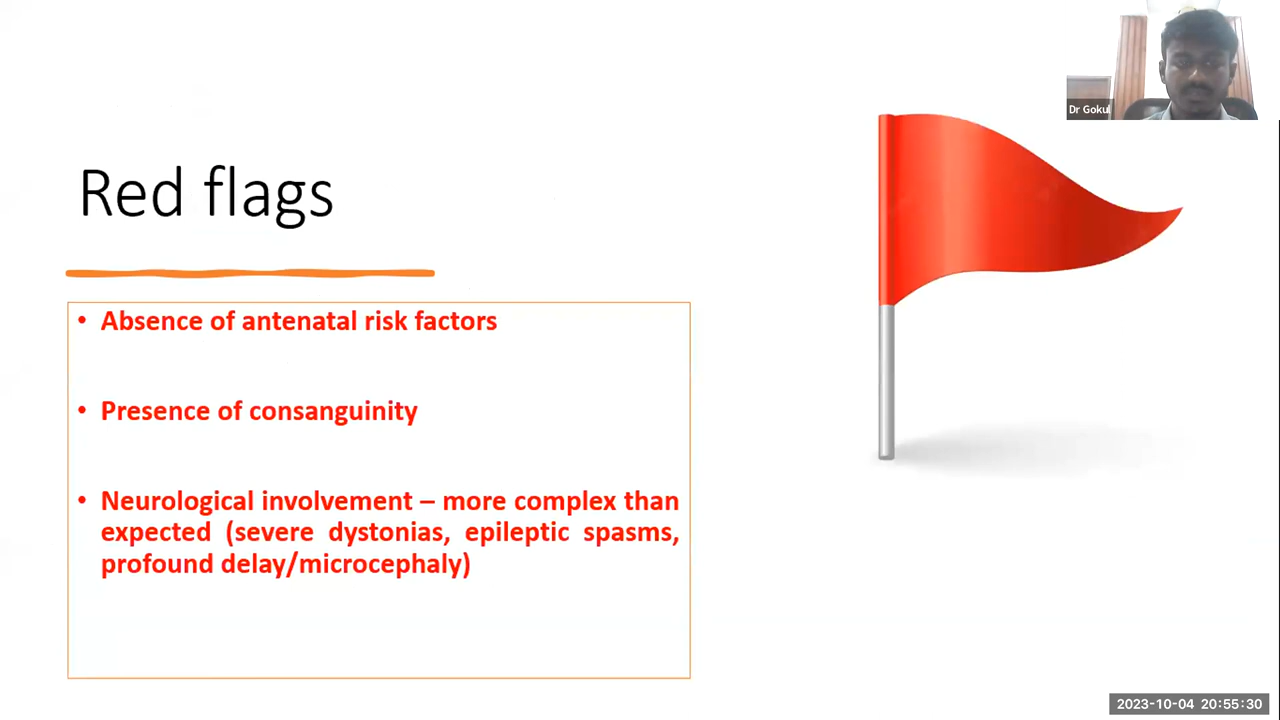 Dr Gokul
Red flags
• Absence of antenatal risk factors
• Presence of consanguinity
• Neurological involvement – more complex than
expected (severe dystonias, epileptic spasms,
profound delay/microcephaly)
2023-10-04 20:55:30